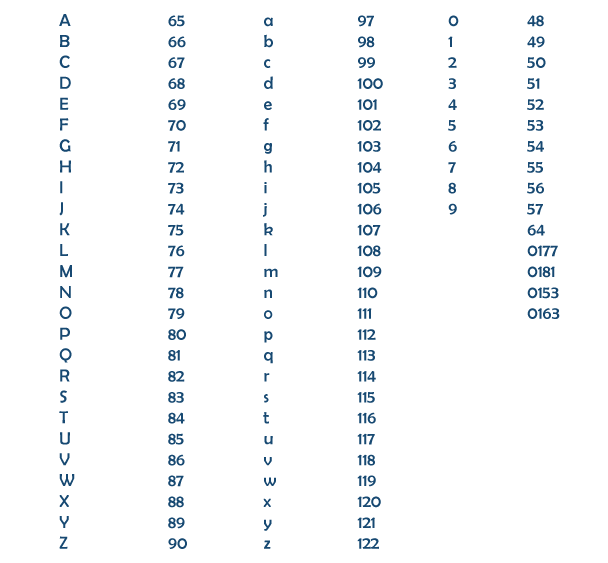 A 65 a 97 0 48
B 66 b 98 1 49
C 67 c 99 2 50
D 68 d 100 3 51
E 69 e 101 4 52
F 70 f 102 5 53
G 71 g 103 6 54
H 72 h 104 7 55
I 73 i 105 8 56
J 74 j 106 9 57
K 75 k 107 64
L 76 l 108 0177
M 77 m 109 0181
N 78 n 110 0153
O 79 o 111 0163
P 80 p 112
Q 81 q 113
R 82 r 114
S 83 s 115
T 84 t 116
U 85 u 117
V 86 v 118
W 87 w 119
X 88 x 120
Y 89 y 121
Z 90 z 122